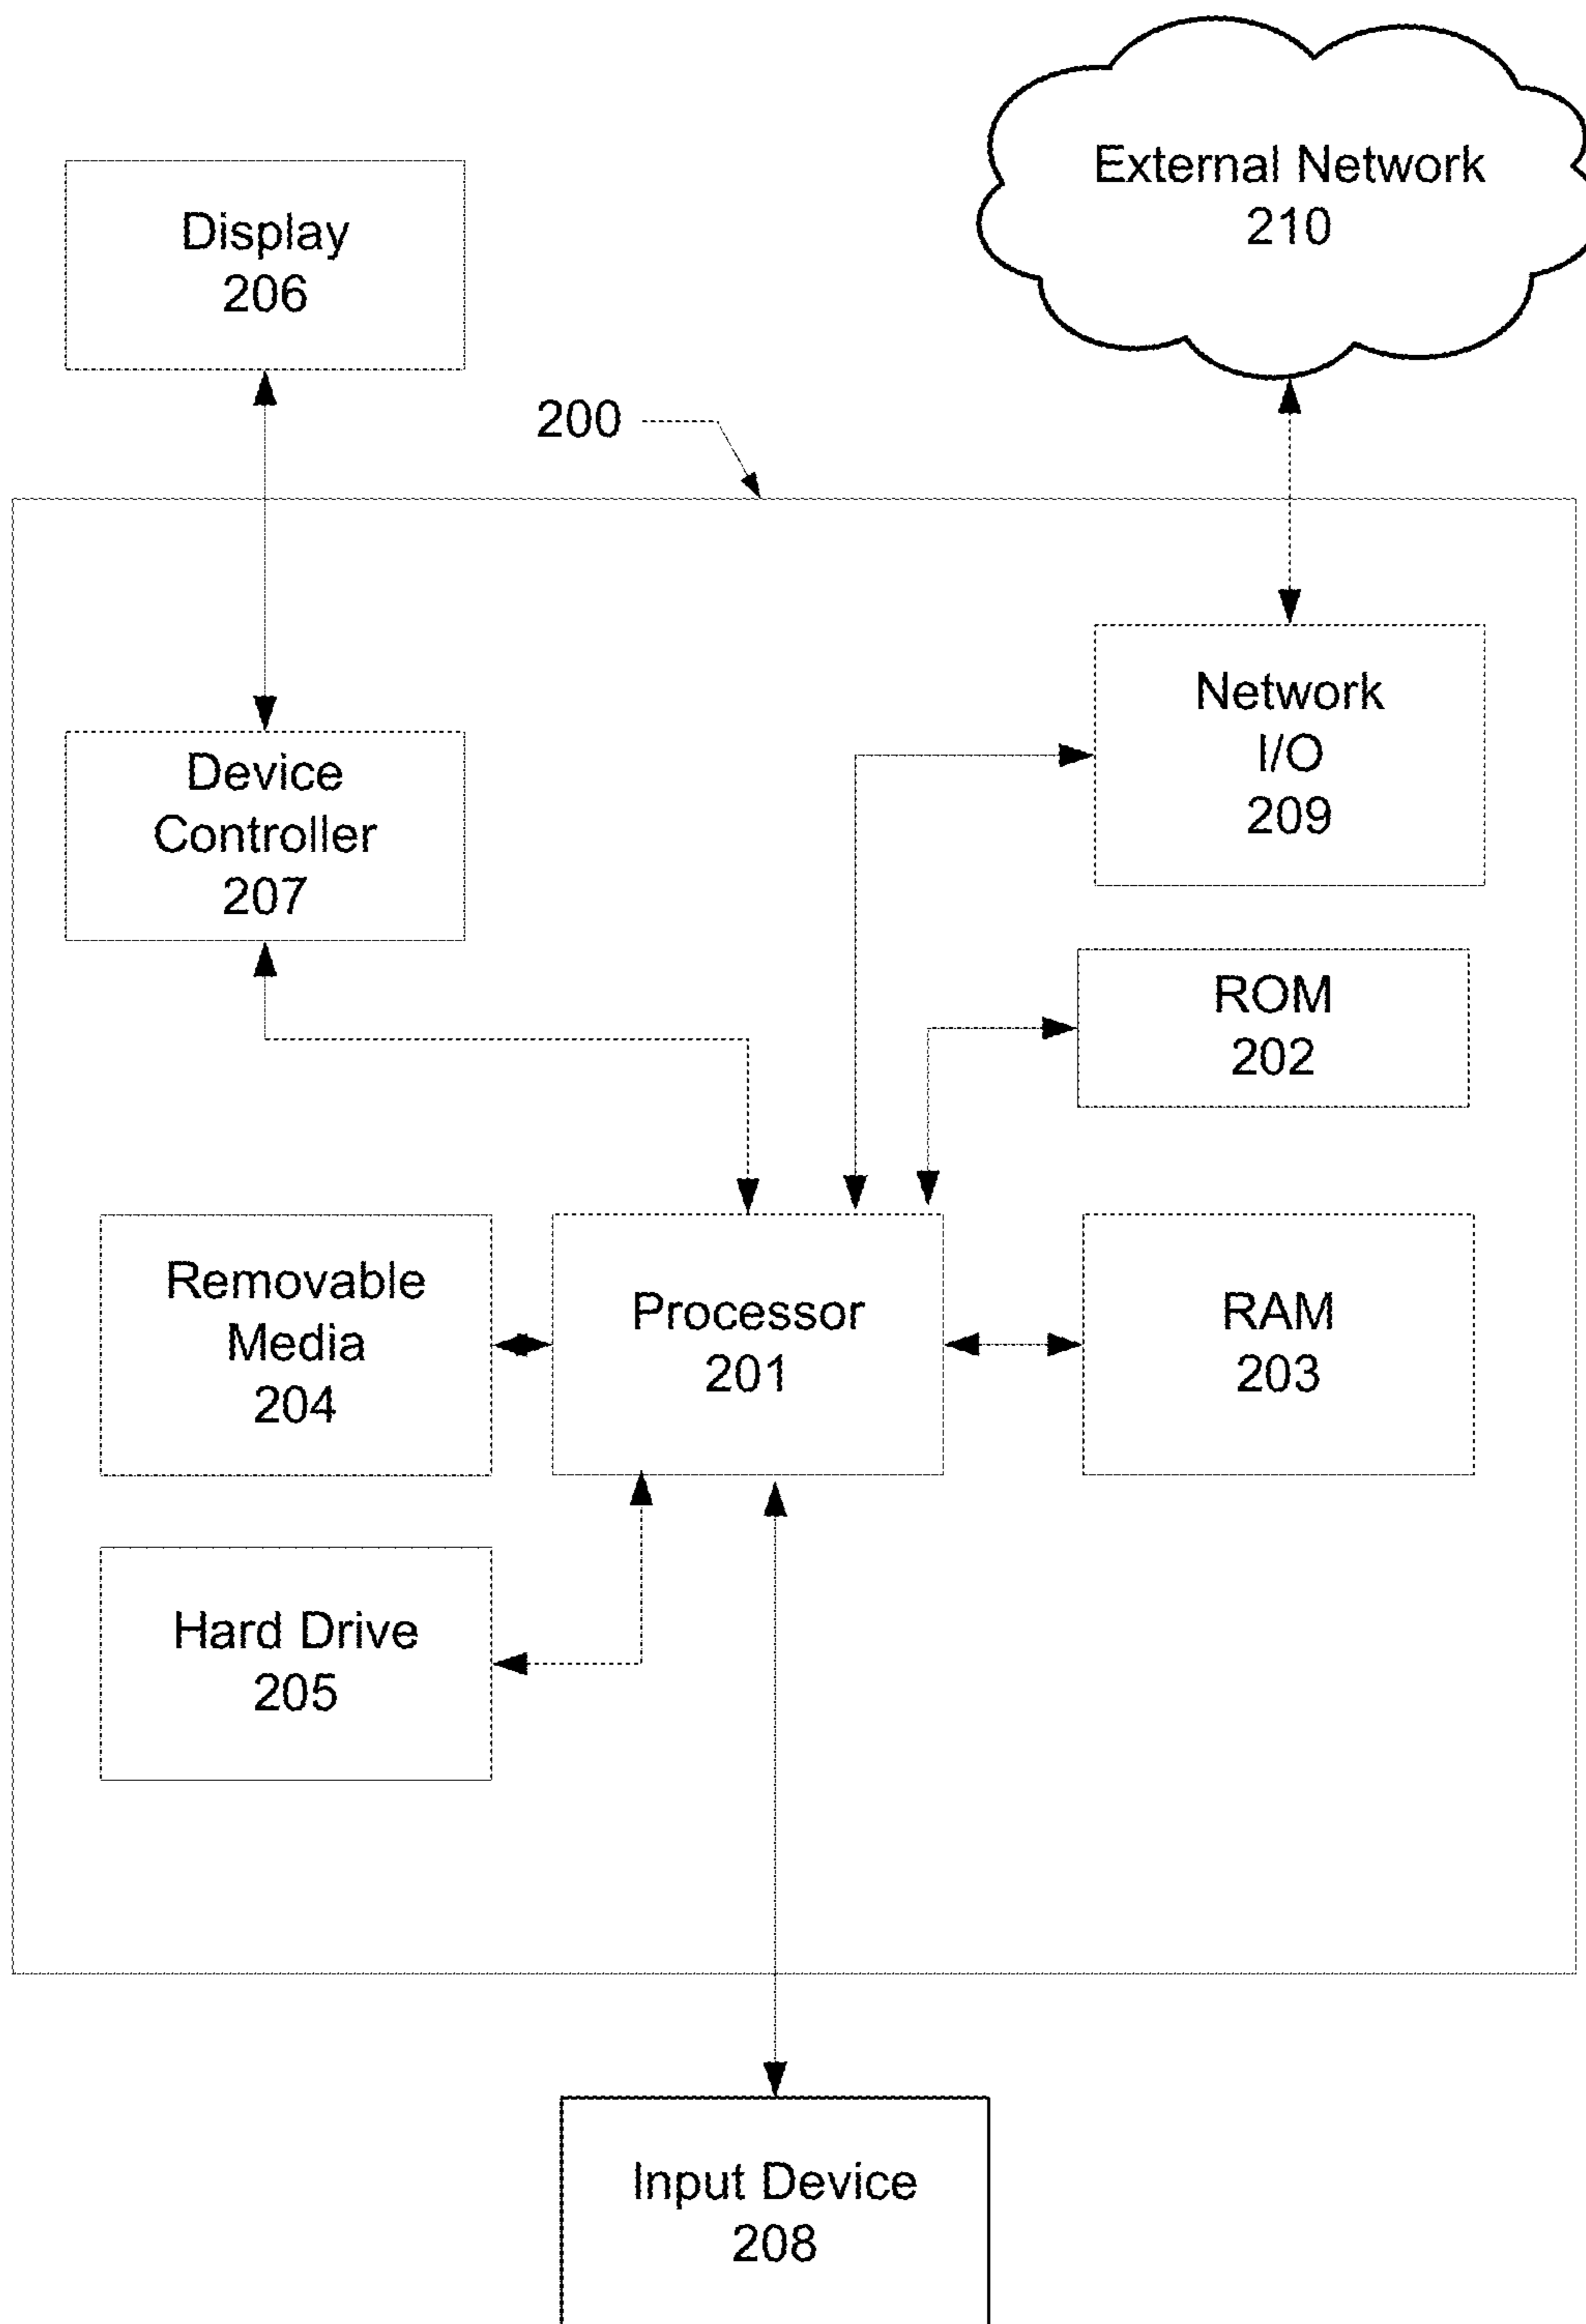 External Network
210
Display
206
200
Network
I/O
209
Device
Controller
207
ROM
202
Removable
Media
204
Processor
201
RAM
203
Hard Drive
205
Input Device
208